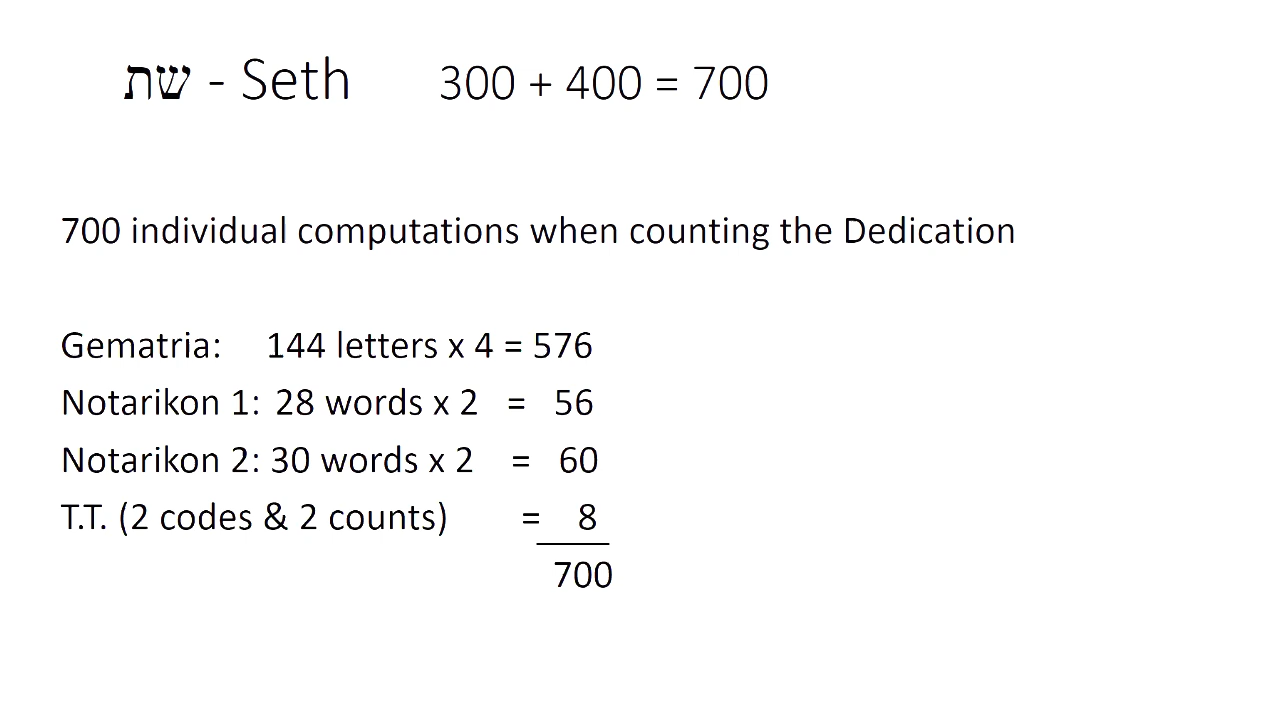 שת - Seth 300 + 400 = 700
700 individual computations when counting the Dedication
Gematria: 144 letters x 4 = 576
Notarikon 1: 28 words x 2 = 56
Notarikon 2: 30 words x 2 = 60
T.T. (2 codes & 2 counts) = 8
700